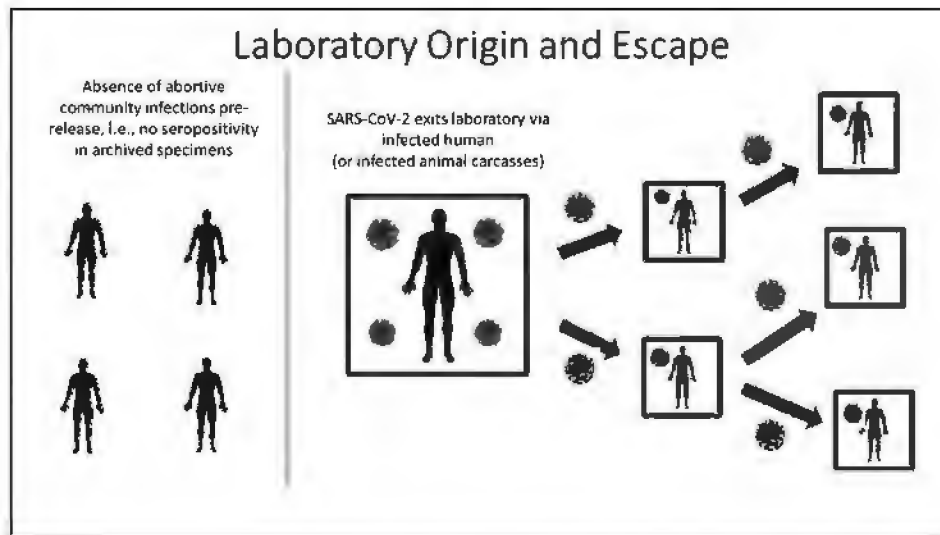 Laboratory Origin and Escape
Absence of abortive
community infections pre-
release, i.e., no seropositivity
in archived specimens
SARS-CoV-2 exits laboratory via
infected human
(or infected animal carcasses)